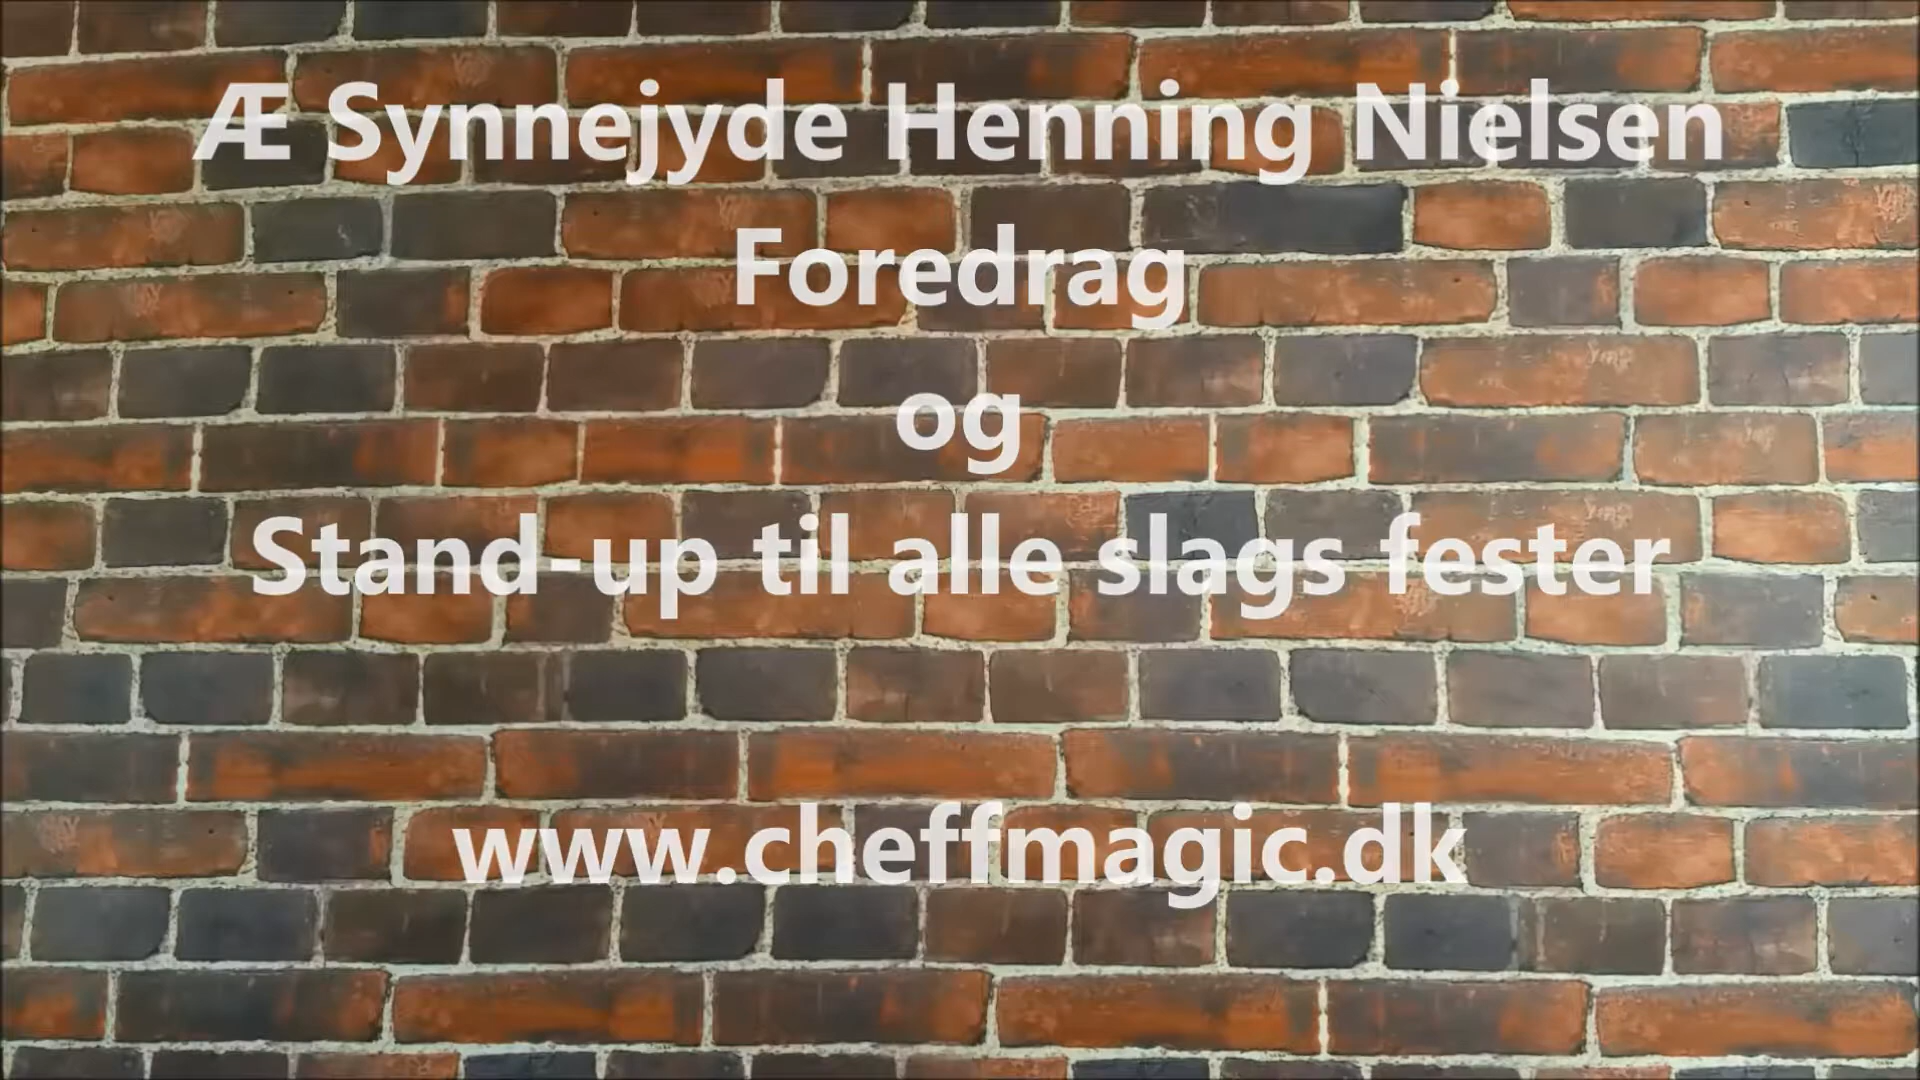 Æ Synnejyde Henning Nielsen
Foredrag
og
Stand-up til alle slags fester
www.cheffmagic.dk